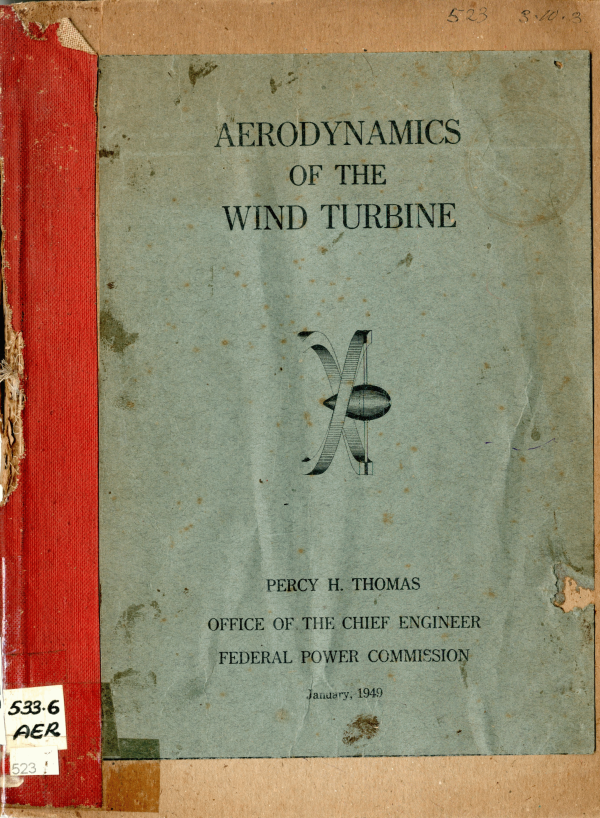 523 8.10.3
AERODYNAMICS
OF THE
WIND TURBINE
PERCY H. THOMAS
OFFICE OF THE CHIEF ENGINEER
FEDERAL POWER COMMISSION
January, 1949
533.6
AER
523